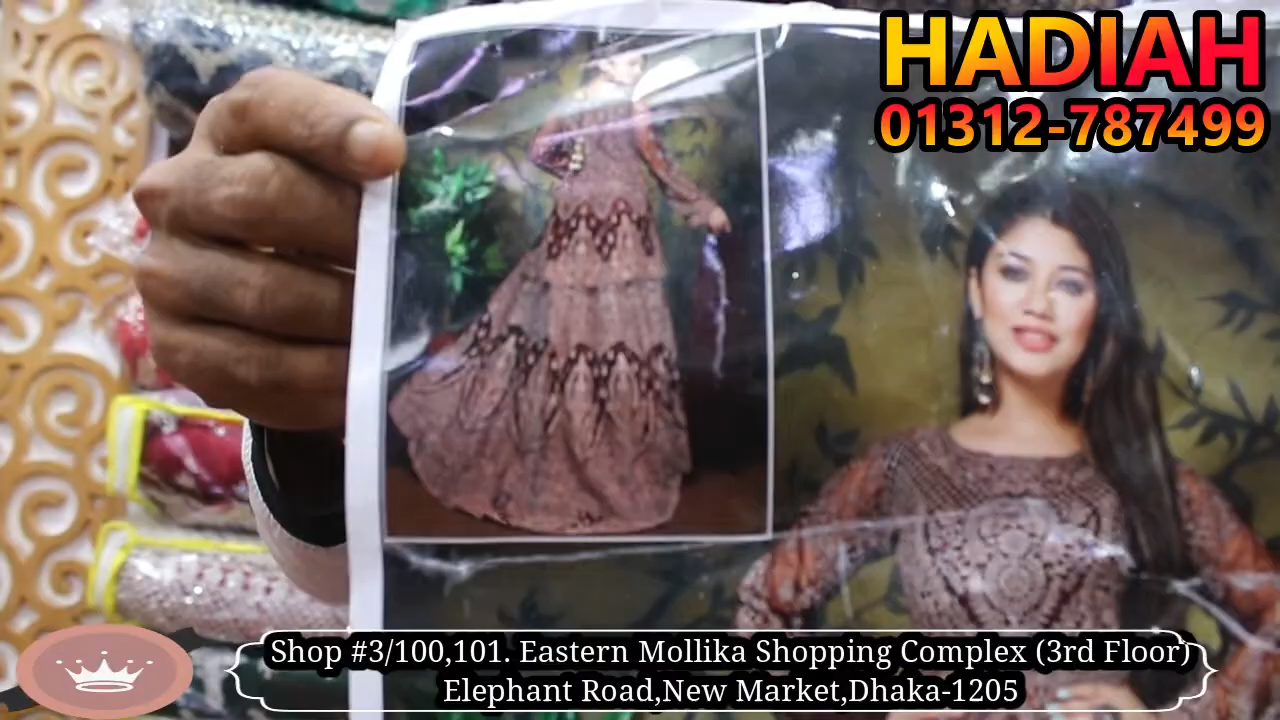 HADIAH
01312-787499
Shop #3/100,101. Eastern Mollika Shopping Complex (3rd Floor)
Elephant Road,New Market,Dhaka-1205